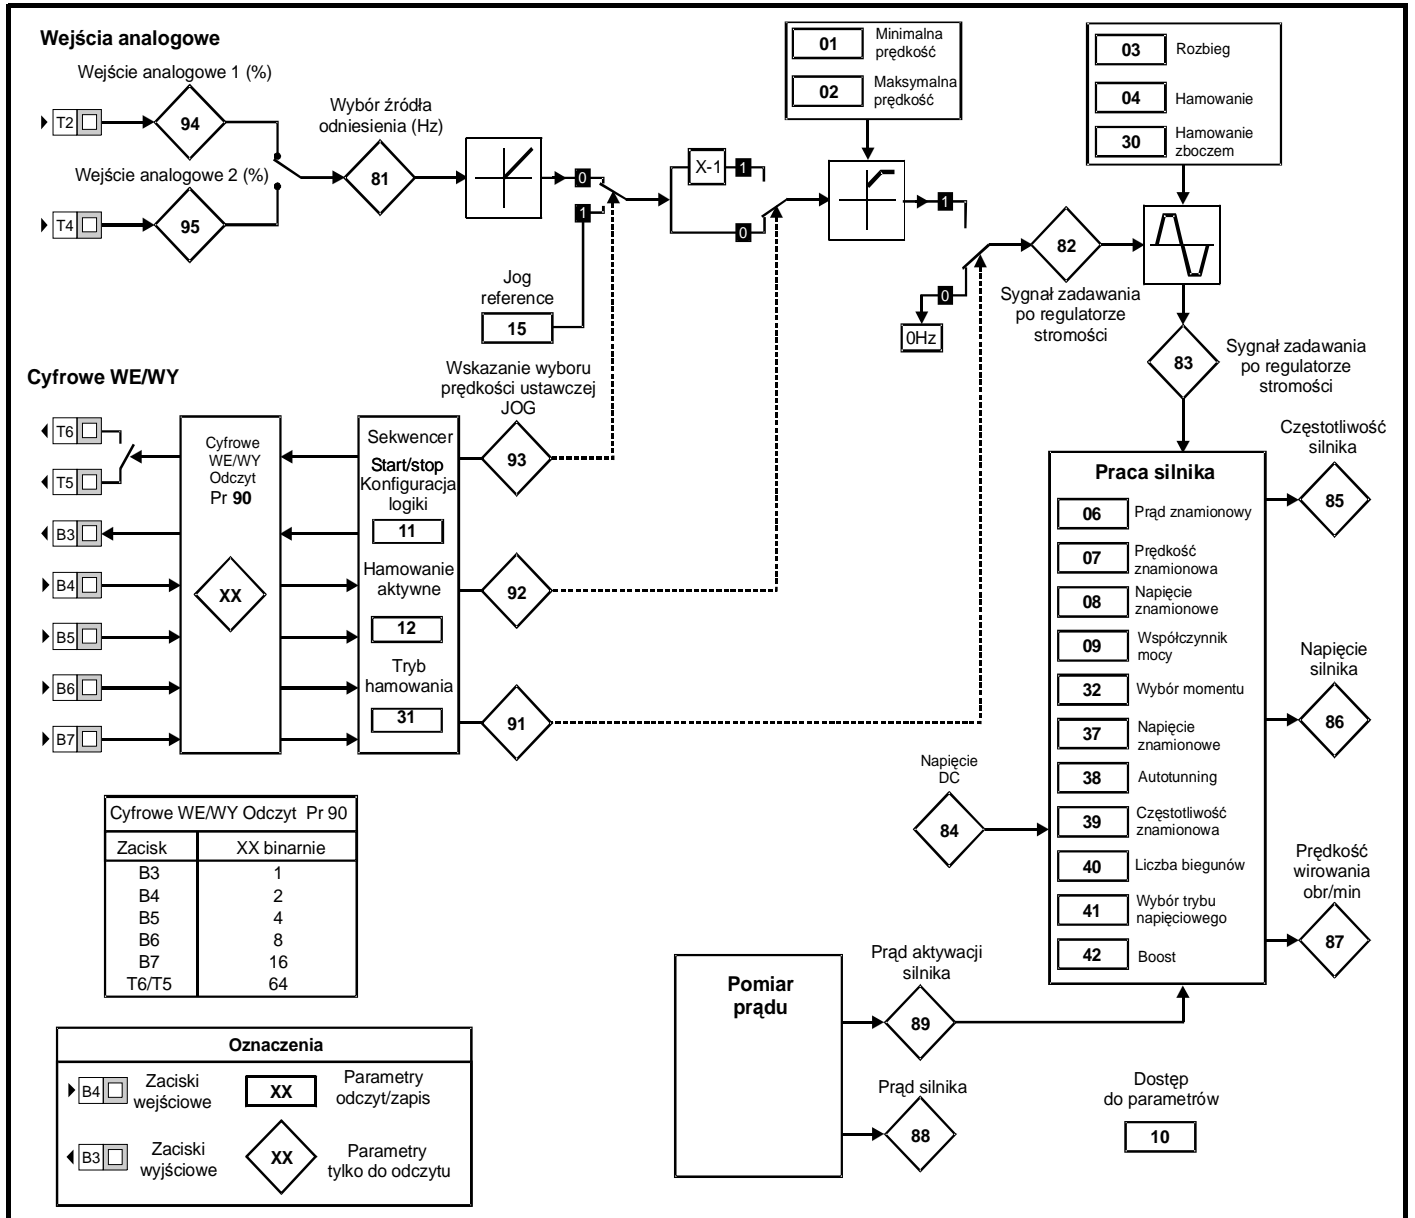 Wejścia analogowe
Wejście analogowe 1 (%)
T2
94
Wejście analogowe 2 (%)
T4
95
Wybór źródła
odniesienia (Hz)
81
0
1
Jog
reference
15
X-1
1
0
01
Minimalna
prędkość
02
Maksymalna
prędkość
1
0
0Hz
82
Sygnał zadawania
po regulatorze
stromości
03
Rozbieg
04
Hamowanie
30
Hamowanie
zboczem
83
Sygnał zadawania
po regulatorze
stromości
Cyfrowe WE/WY
T6
T5
B3
B4
B5
B6
B7
Cyfrowe
WE/WY
Odczyt
Pr 90
XX
Sekwencer
Start/stop
Konfiguracja
logiki
11
Hamowanie
aktywne
12
Tryb
hamowania
31
Wskazanie wyboru
prędkości ustawczej
JOG
93
92
91
Napięcie
DC
84
Praca silnika
06
Prąd znamionowy
07
Prędkość
znamionowa
08
Napięcie
znamionowe
09
Współczynnik
mocy
32
Wybór momentu
37
Napięcie
znamionowe
38
Autotunning
39
Częstotliwość
znamionowa
40
Liczba biegunów
41
Wybór trybu
napięciowego
42
Boost
Częstotliwość
silnika
85
Napięcie
silnika
86
Prędkość
wirowania
obr/min
87
Cyfrowe WE/WY Odczyt Pr 90
Zacisk XX binarnie
B3 1
B4 2
B5 4
B6 8
B7 16
T6/T5 64
Pomiar
prądu
Prąd aktywacji
silnika
89
Prąd silnika
88
Dostęp
do parametrów
10
Oznaczenia
B4
Zaciski
wejściowe
XX
Parametry
odczyt/zapis
B3
Zaciski
wyjściowe
XX
Parametry
tylko do odczytu